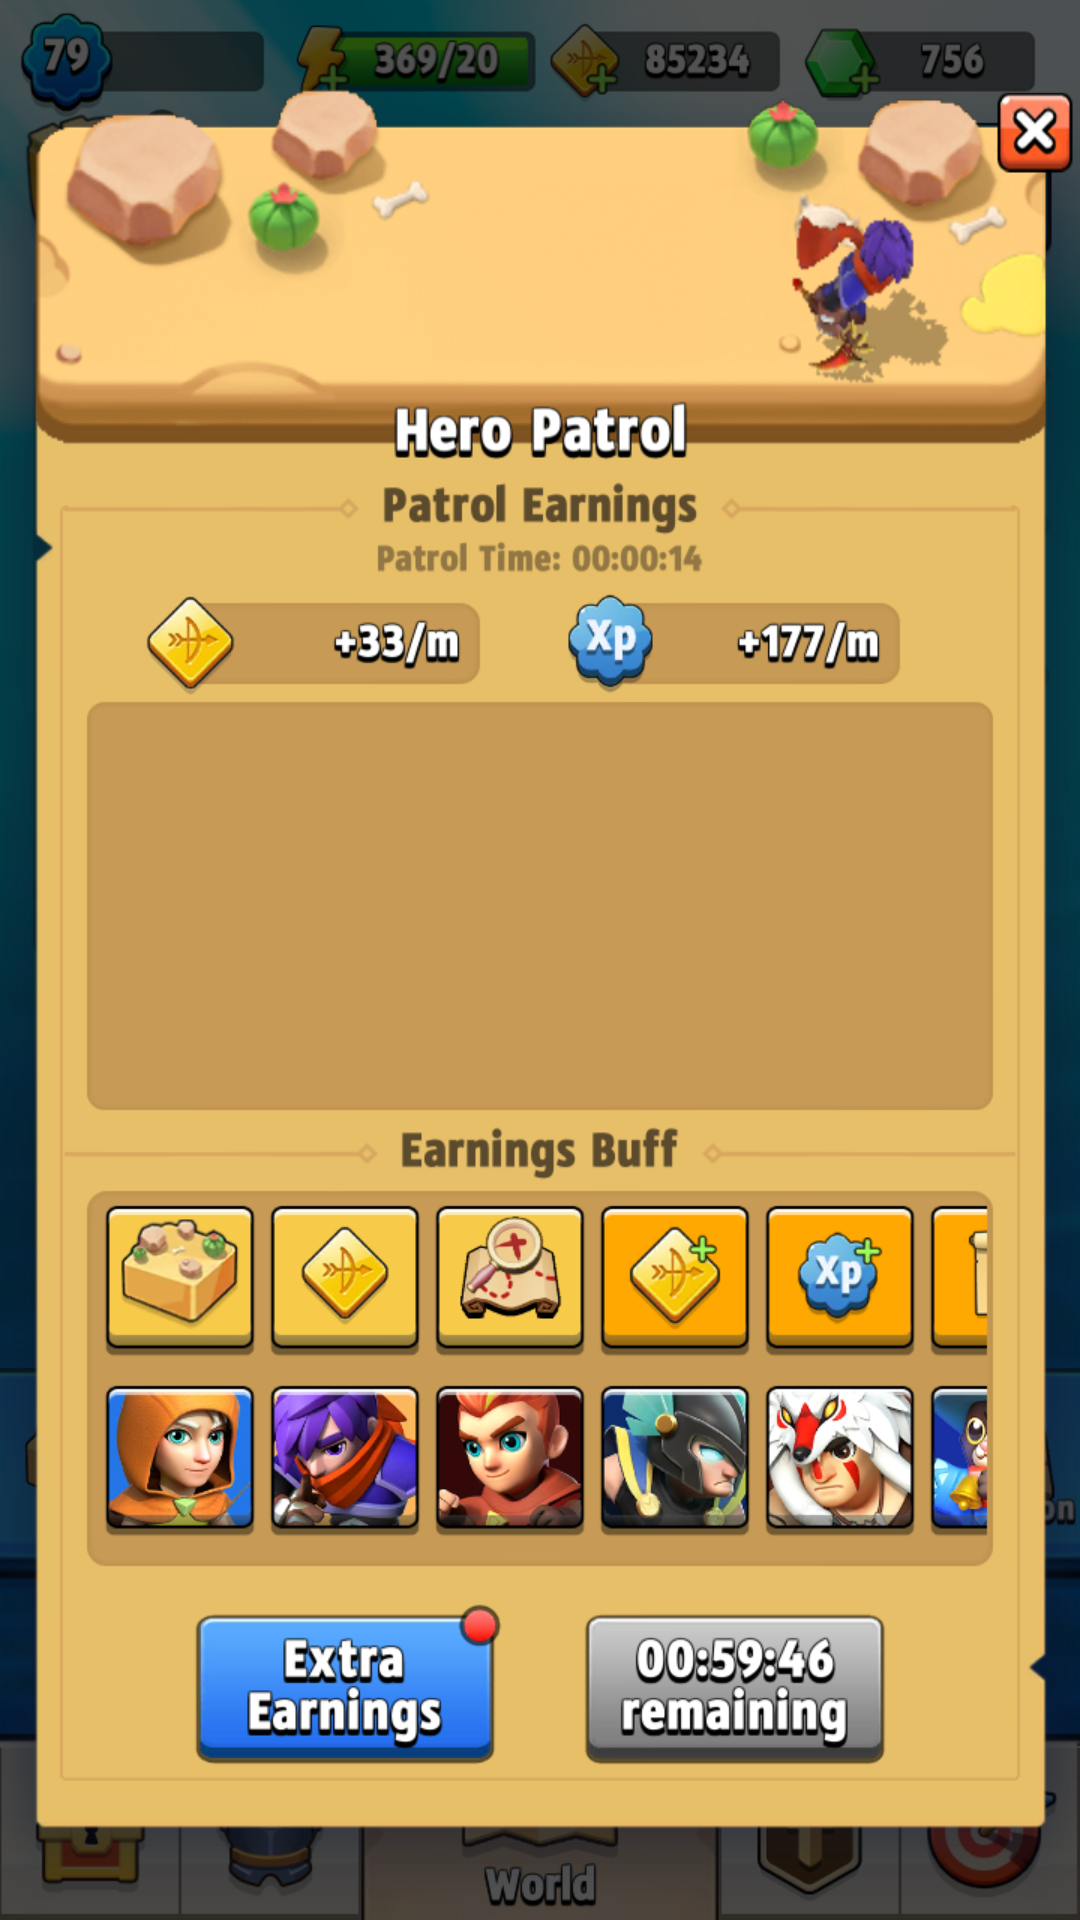 79
369/20
85234
756
Hero Patrol
Patrol Earnings
Patrol Time: 00:00:14
+33/m
Xp
+177/m
Earnings Buff
Xp
Extra
Earnings
00:59:46
remaining
on
World